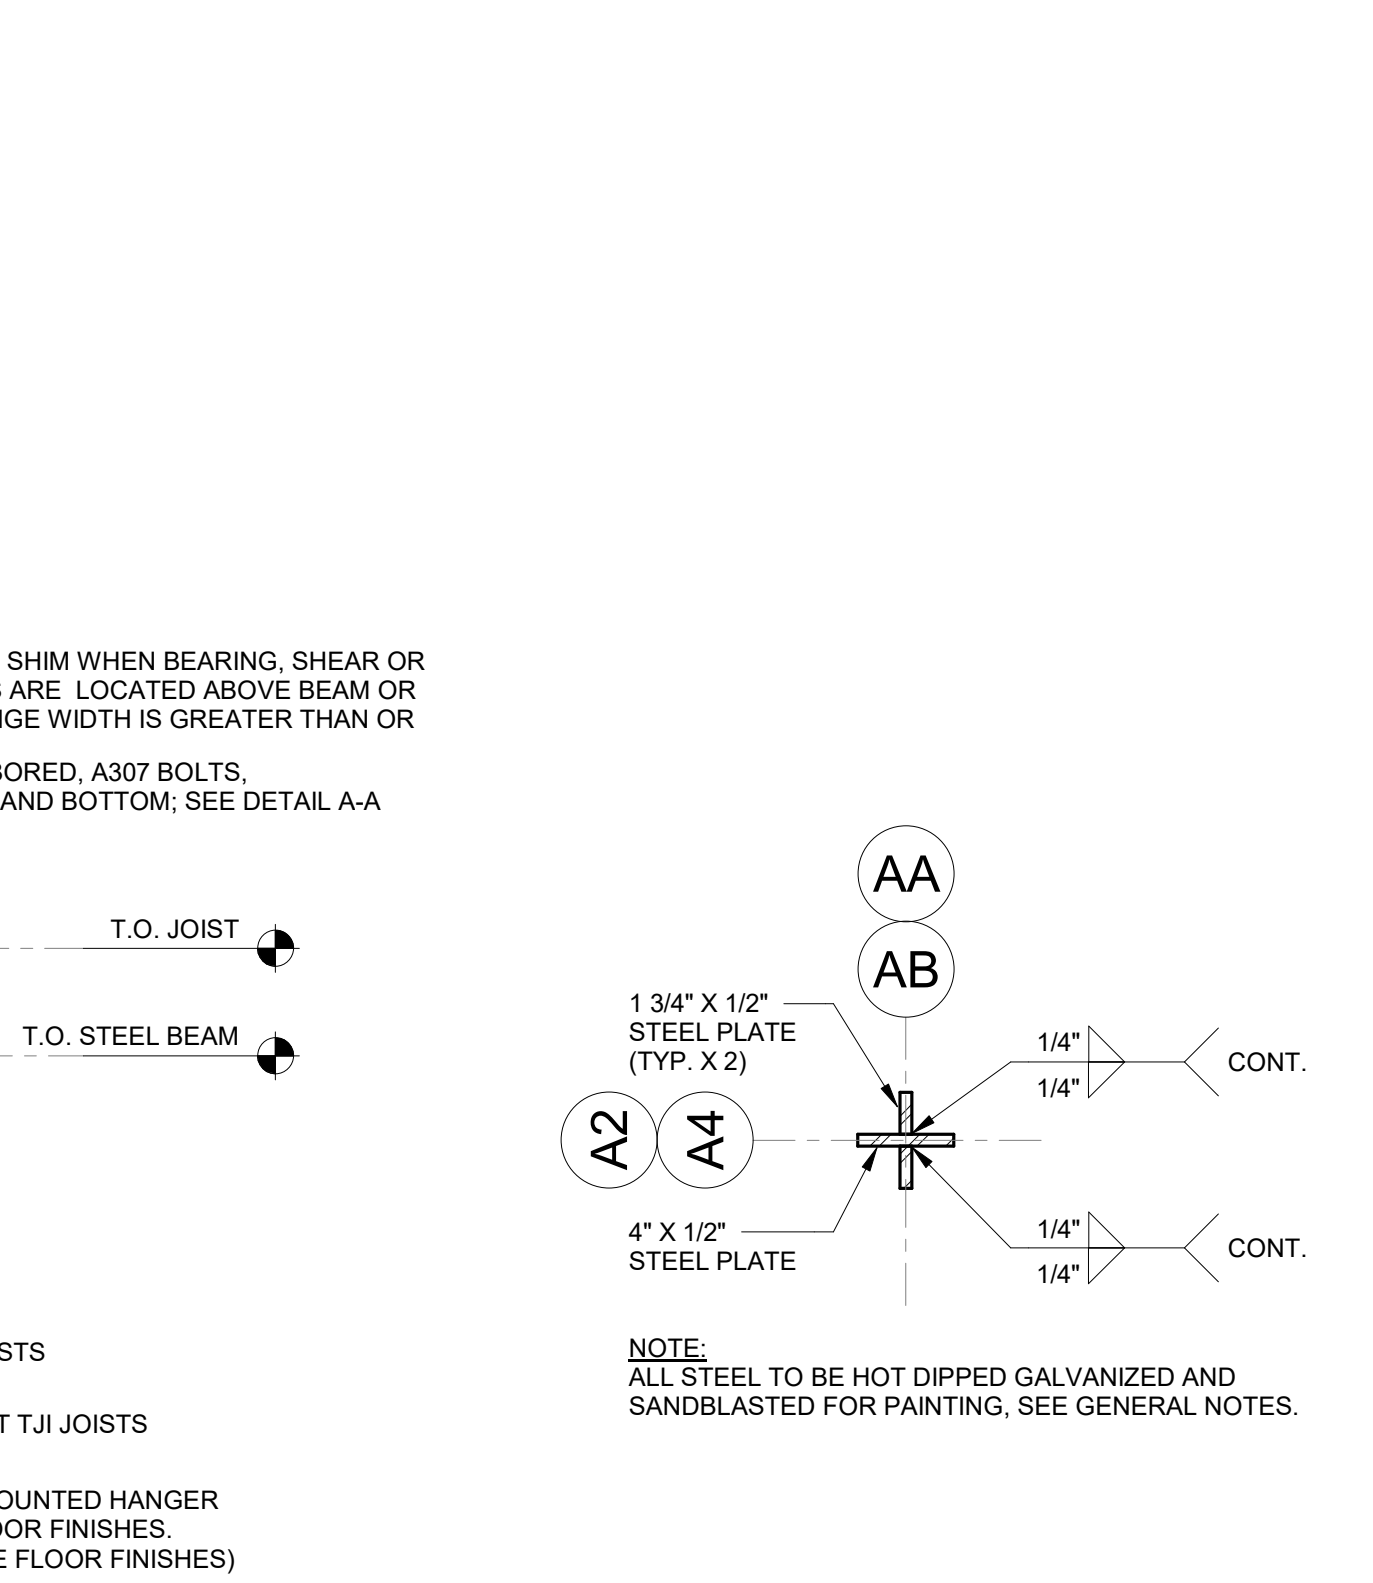 SHIM WHEN BEARING, SHEAR OR
ARE LOCATED ABOVE BEAM OR
WIDTH IS GREATER THAN OR
A307 BOLTS,
AND BOTTOM; SEE DETAIL A-A
T.O. JOIST
T.O. STEEL BEAM
STS
TJI JOISTS
OUNTED HANGER
OOR FINISHES.
FLOOR FINISHES)
AA
AB
1 3/4" X 1/2"
STEEL PLATE
(TYP. X 2)
A2
A4
4" X 1/2"
STEEL PLATE
1/4"
1/4"
CONT.
1/4"
1/4"
CONT.
NOTE:
ALL STEEL TO BE HOT DIPPED GALVANIZED AND
SANDBLASTED FOR PAINTING, SEE GENERAL NOTES.